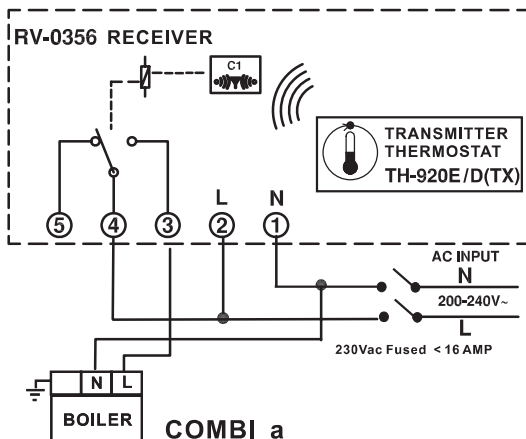 RV-0356 RECEIVER
C1
TRANSMITTER
THERMOSTAT
TH-920E/D(TX)
L N
5 4 3 2 1
AC INPUT
N
200-240V~
L
230Vac Fused < 16 AMP
N L
BOILER
COMBI a